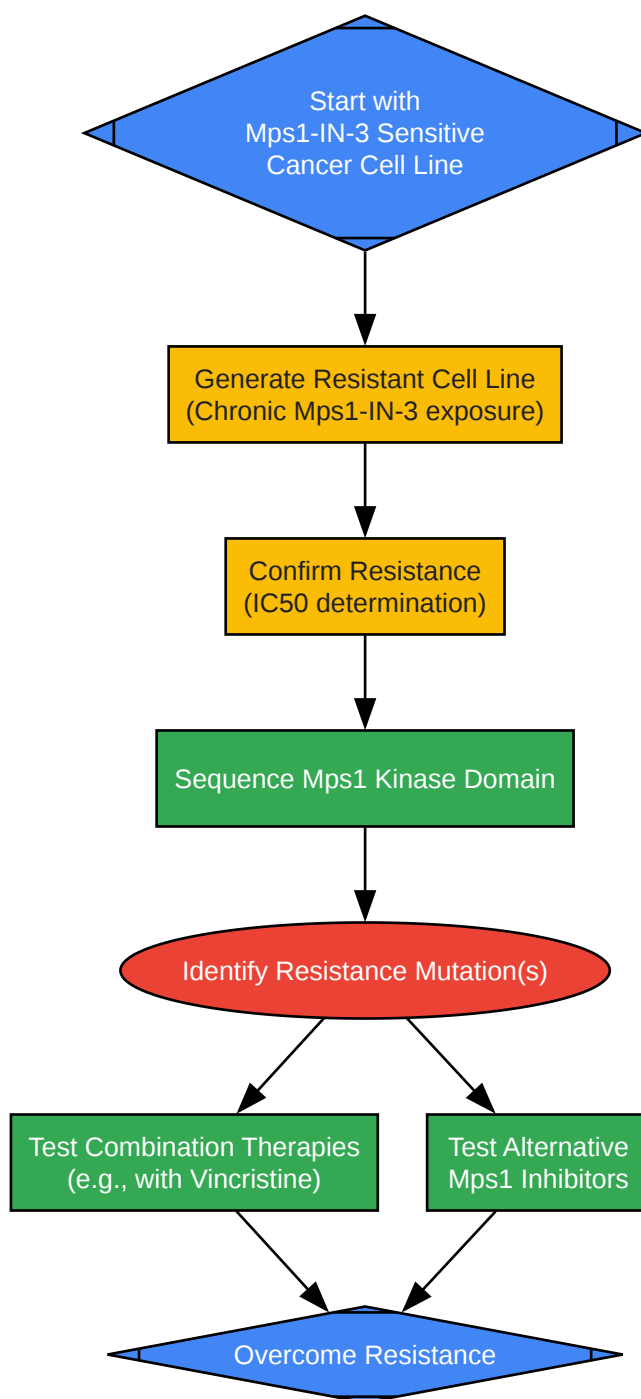 Start with
Mps1-IN-3 Sensitive
Cancer Cell Line
Generate Resistant Cell Line
(Chronic Mps1-IN-3 exposure)
Confirm Resistance
(IC50 determination)
Sequence Mps1 Kinase Domain
Identify Resistance Mutation(s)
Test Combination Therapies
(e.g., with Vincristine)
Test Alternative
Mps1 Inhibitors
Overcome Resistance